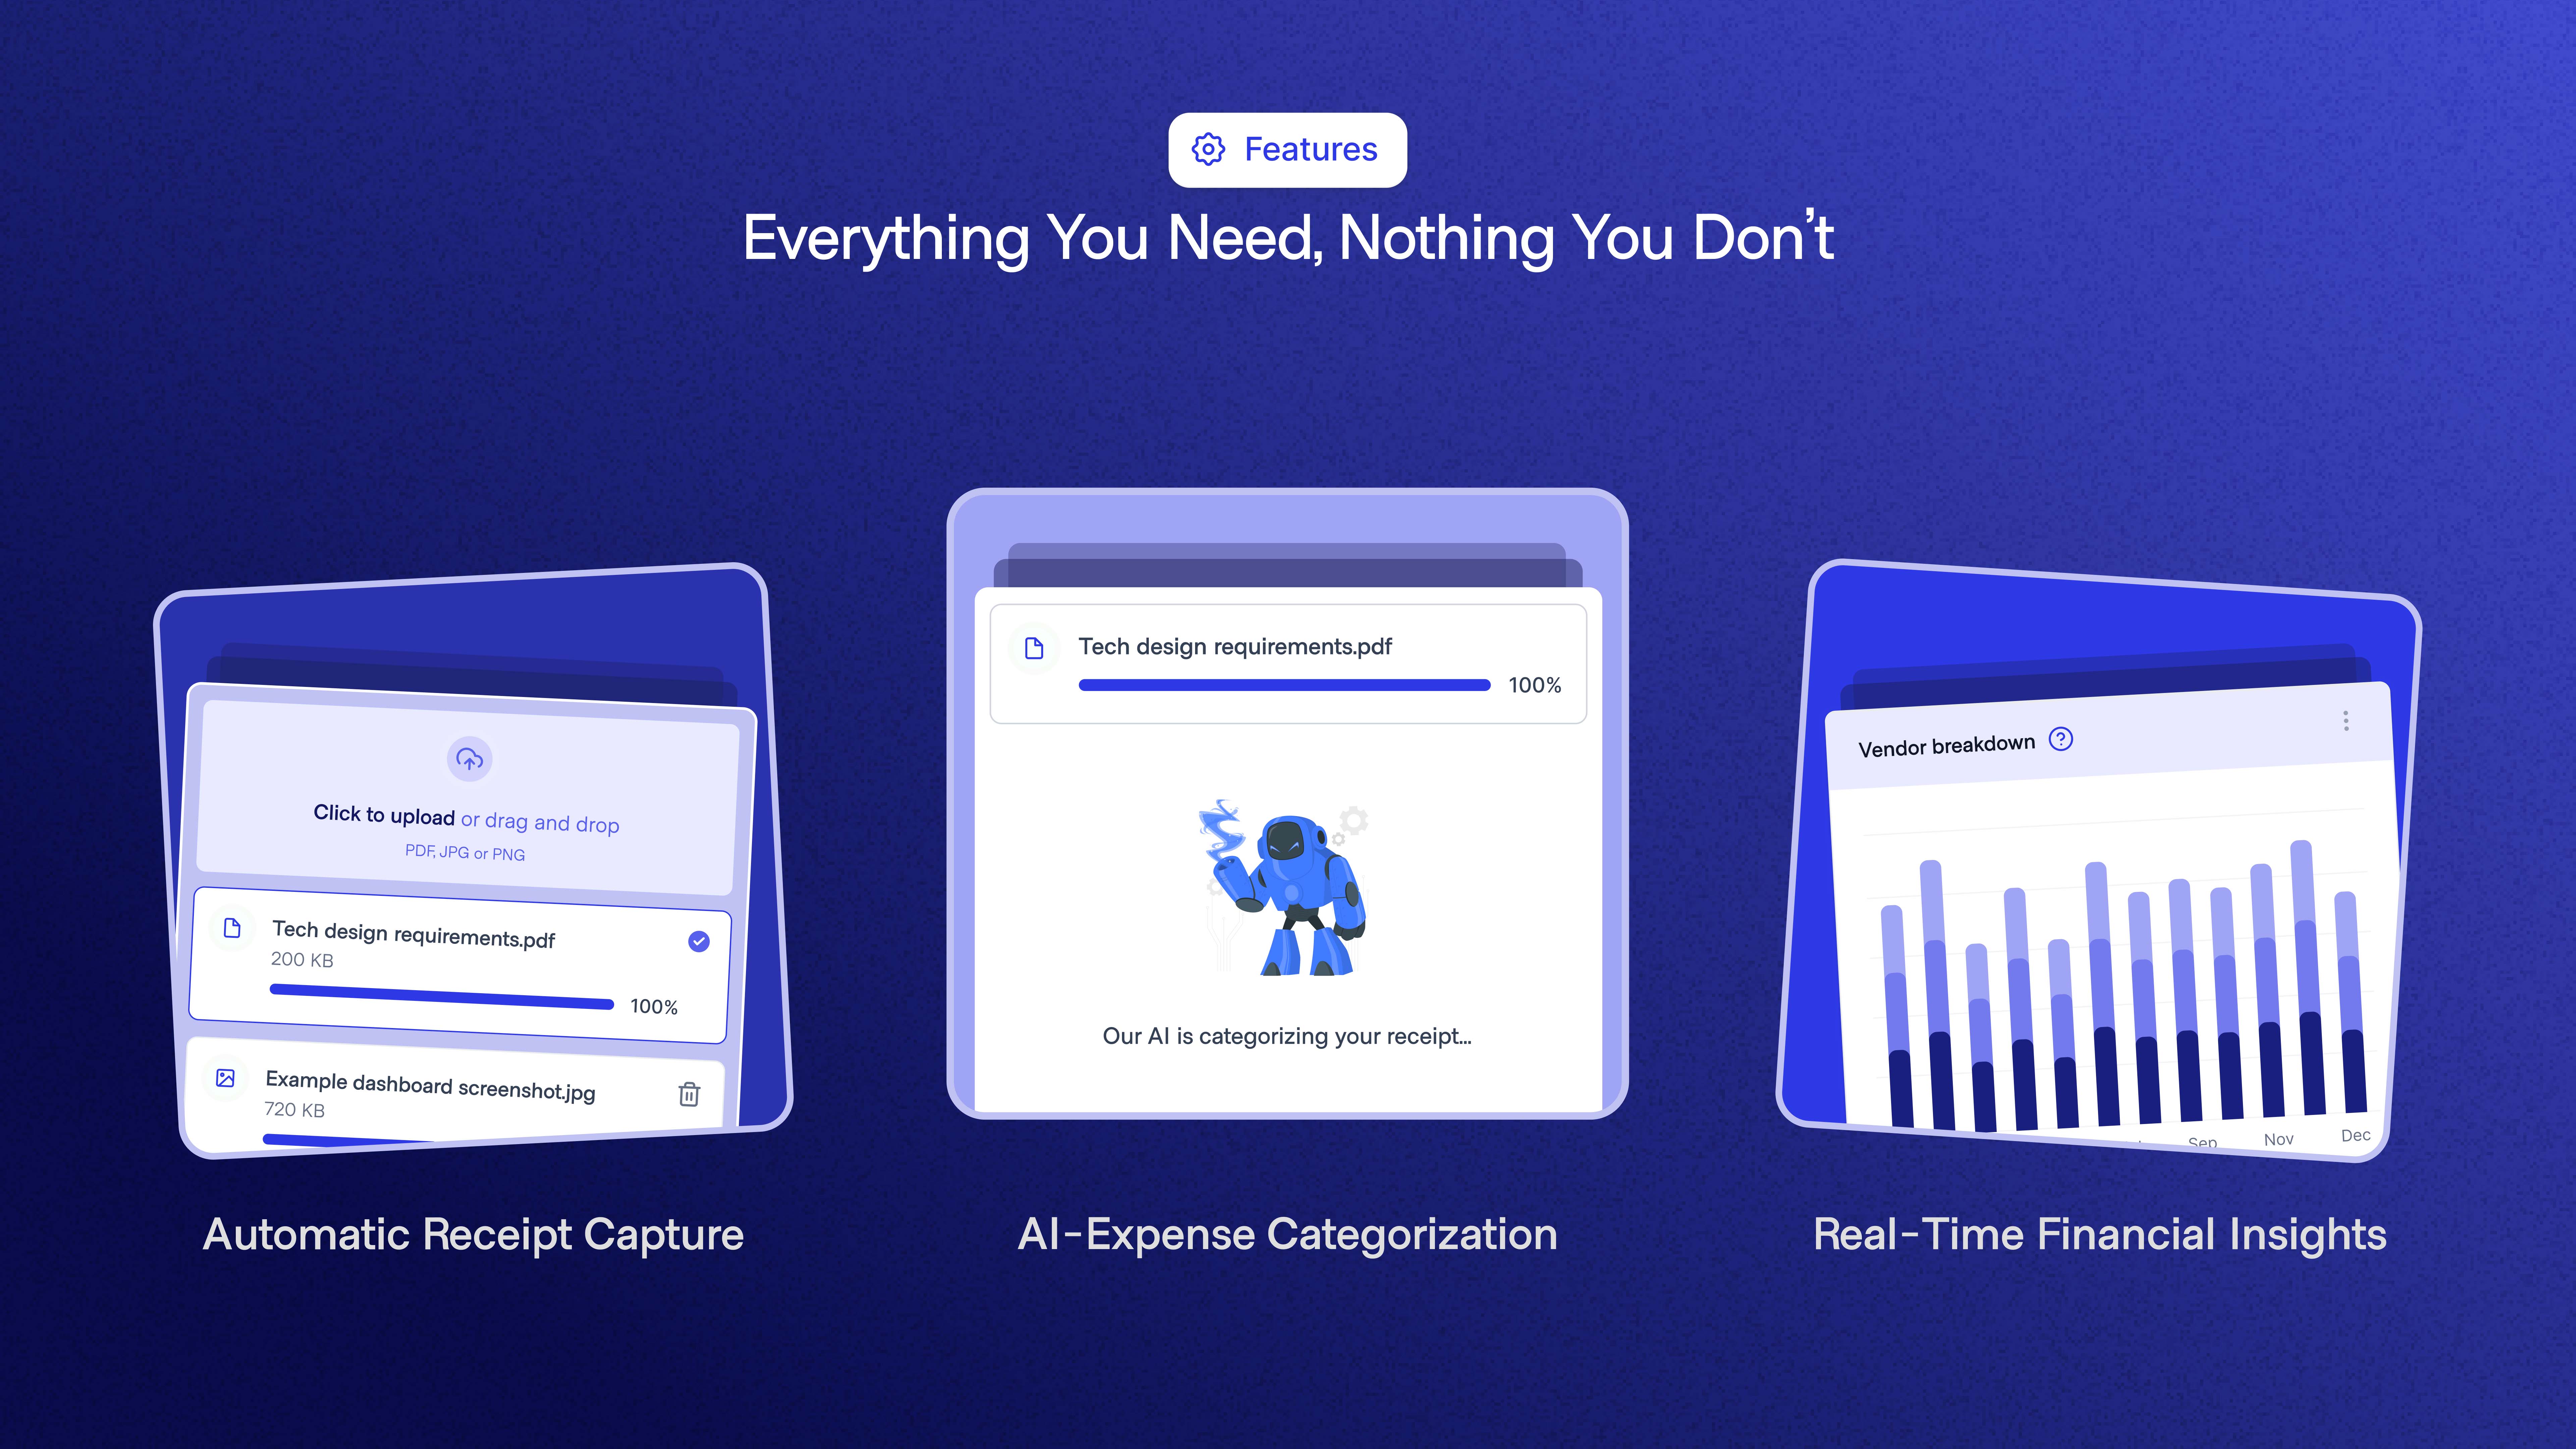 Features
Everything You Need, Nothing You Don’t
Click to upload or drag and drop
PDF, JPG or PNG
Tech design requirements.pdf
200 KB
100%
Example dashboard screenshot.jpg
720 KB
Automatic Receipt Capture
Tech design requirements.pdf
100%
Our AI is categorizing your receipt...
AI-Expense Categorization
Vendor breakdown
Sep Nov Dec
Real-Time Financial Insights